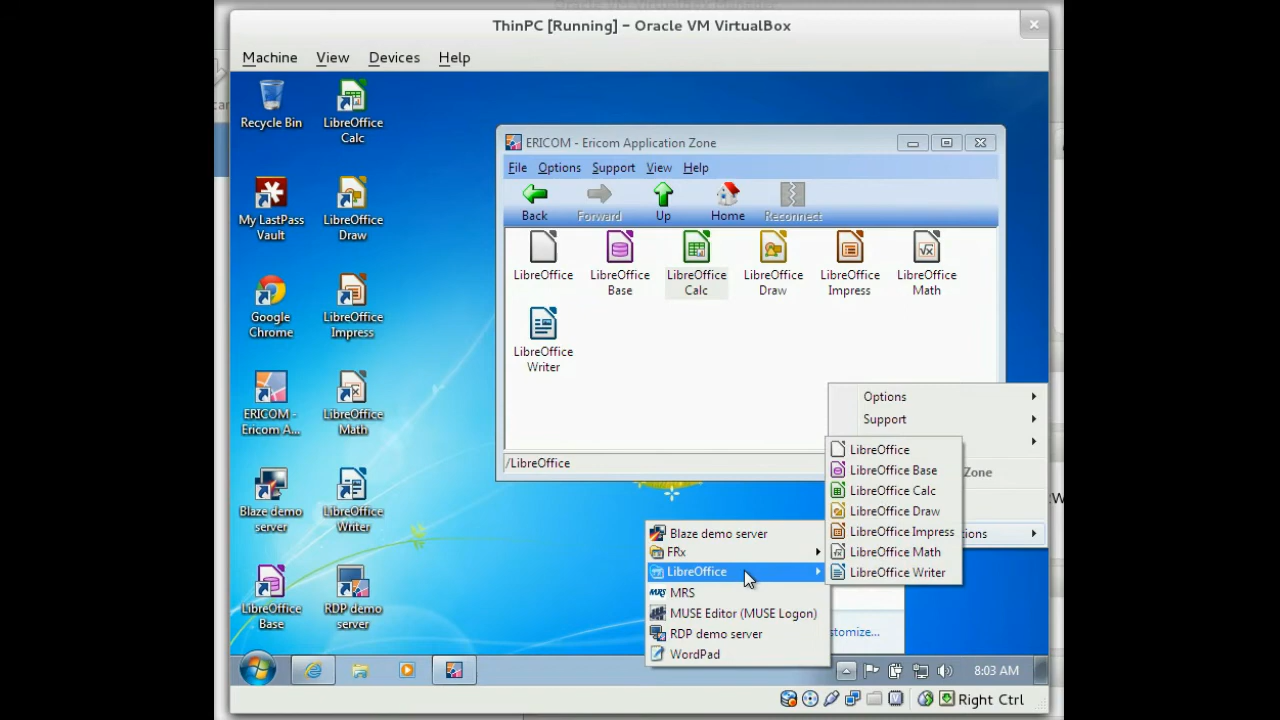 ThinPC [Running] – Oracle VM VirtualBox
Machine View Devices Help
Recycle Bin
LibreOffice
Calc
My LastPass
Vault
LibreOffice
Draw
Google
Chrome
LibreOffice
Impress
ERICOM -
Ericom A...
LibreOffice
Math
Blaze demo
server
LibreOffice
Writer
LibreOffice
Base
RDP demo
server
ERICOM - Ericom Application Zone
File Options Support View Help
Back Forward Up Home Reconnect
LibreOffice
LibreOffice
Base
LibreOffice
Calc
LibreOffice
Draw
LibreOffice
Impress
LibreOffice
Math
LibreOffice
Writer
/LibreOffice
Options
Support
Zone
ions
LibreOffice
LibreOffice Base
LibreOffice Calc
LibreOffice Draw
LibreOffice Impress
LibreOffice Math
LibreOffice Writer
Blaze demo server
FRx
LibreOffice
MRS MRS
MUSE Editor (MUSE Logon)
RDP demo server
WordPad
stomize...
8:03 AM
Right Ctrl